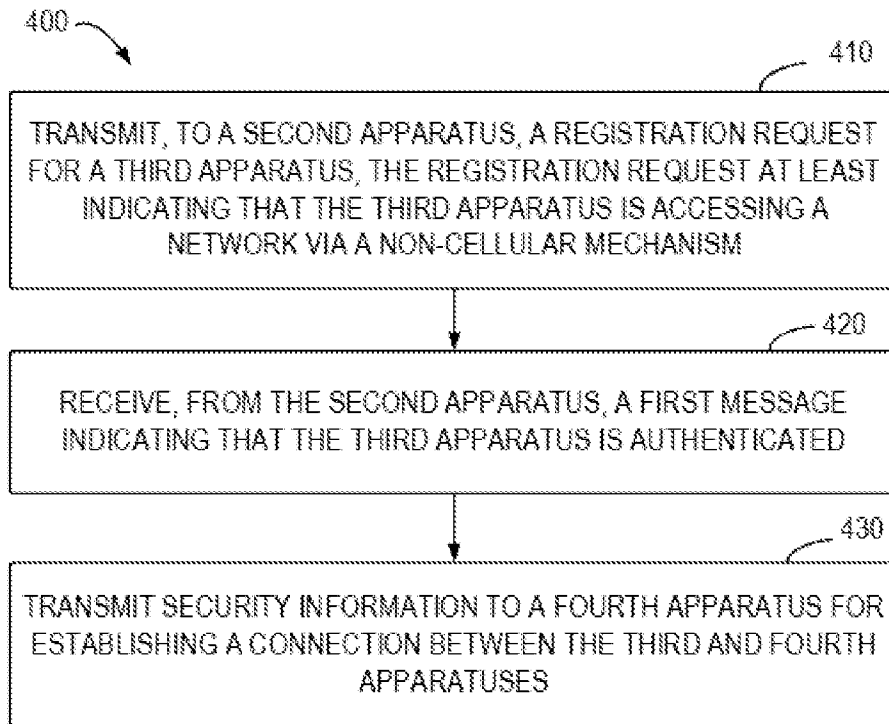 400
410
TRANSMIT, TO A SECOND APPARATUS, A REGISTRATION REQUEST
FOR A THIRD APPARATUS, THE REGISTRATION REQUEST AT LEAST
INDICATING THAT THE THIRD APPARATUS IS ACCESSING A
NETWORK VIA A NON-CELLULAR MECHANISM
420
RECEIVE, FROM THE SECOND APPARATUS, A FIRST MESSAGE
INDICATING THAT THE THIRD APPARATUS IS AUTHENTICATED
430
TRANSMIT SECURITY INFORMATION TO A FOURTH APPARATUS FOR
ESTABLISHING A CONNECTION BETWEEN THE THIRD AND FOURTH
APPARATUSES